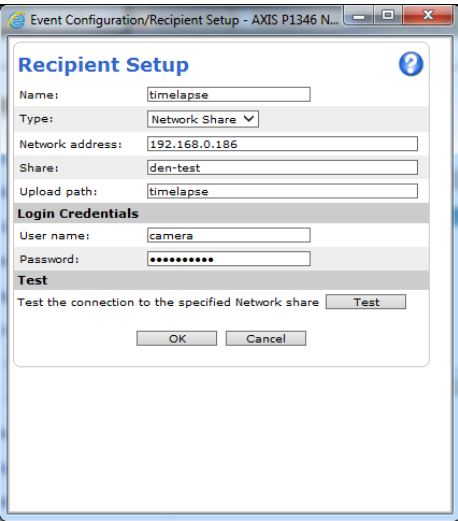 Event Configuration/Recipient Setup - AXIS P1346 N...
Recipient Setup
?
Name: timelapse
Type: Network Share
Network address: 192.168.0.186
Share: den-test
Upload path: timelapse
Login Credentials
User name: camera
Password: ••••••••••
Test
Test the connection to the specified Network share Test
OK Cancel